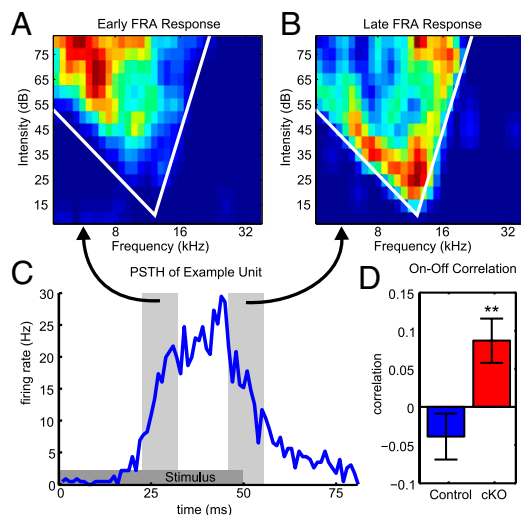 A
Early FRA Response
Intensity (dB)
75
65
55
45
35
25
15
8
16
32
Frequency (kHz)
B
Late FRA Response
Intensity (dB)
75
65
55
45
35
25
15
8
16
32
Frequency (kHz)
C
PSTH of Example Unit
firing rate (Hz)
30
25
20
15
10
5
0
Stimulus
0
25
50
75
time (ms)
D
On-Off Correlation
correlation
0.15
0.1
0.05
0
−0.05
−0.1
**
Control
cKO